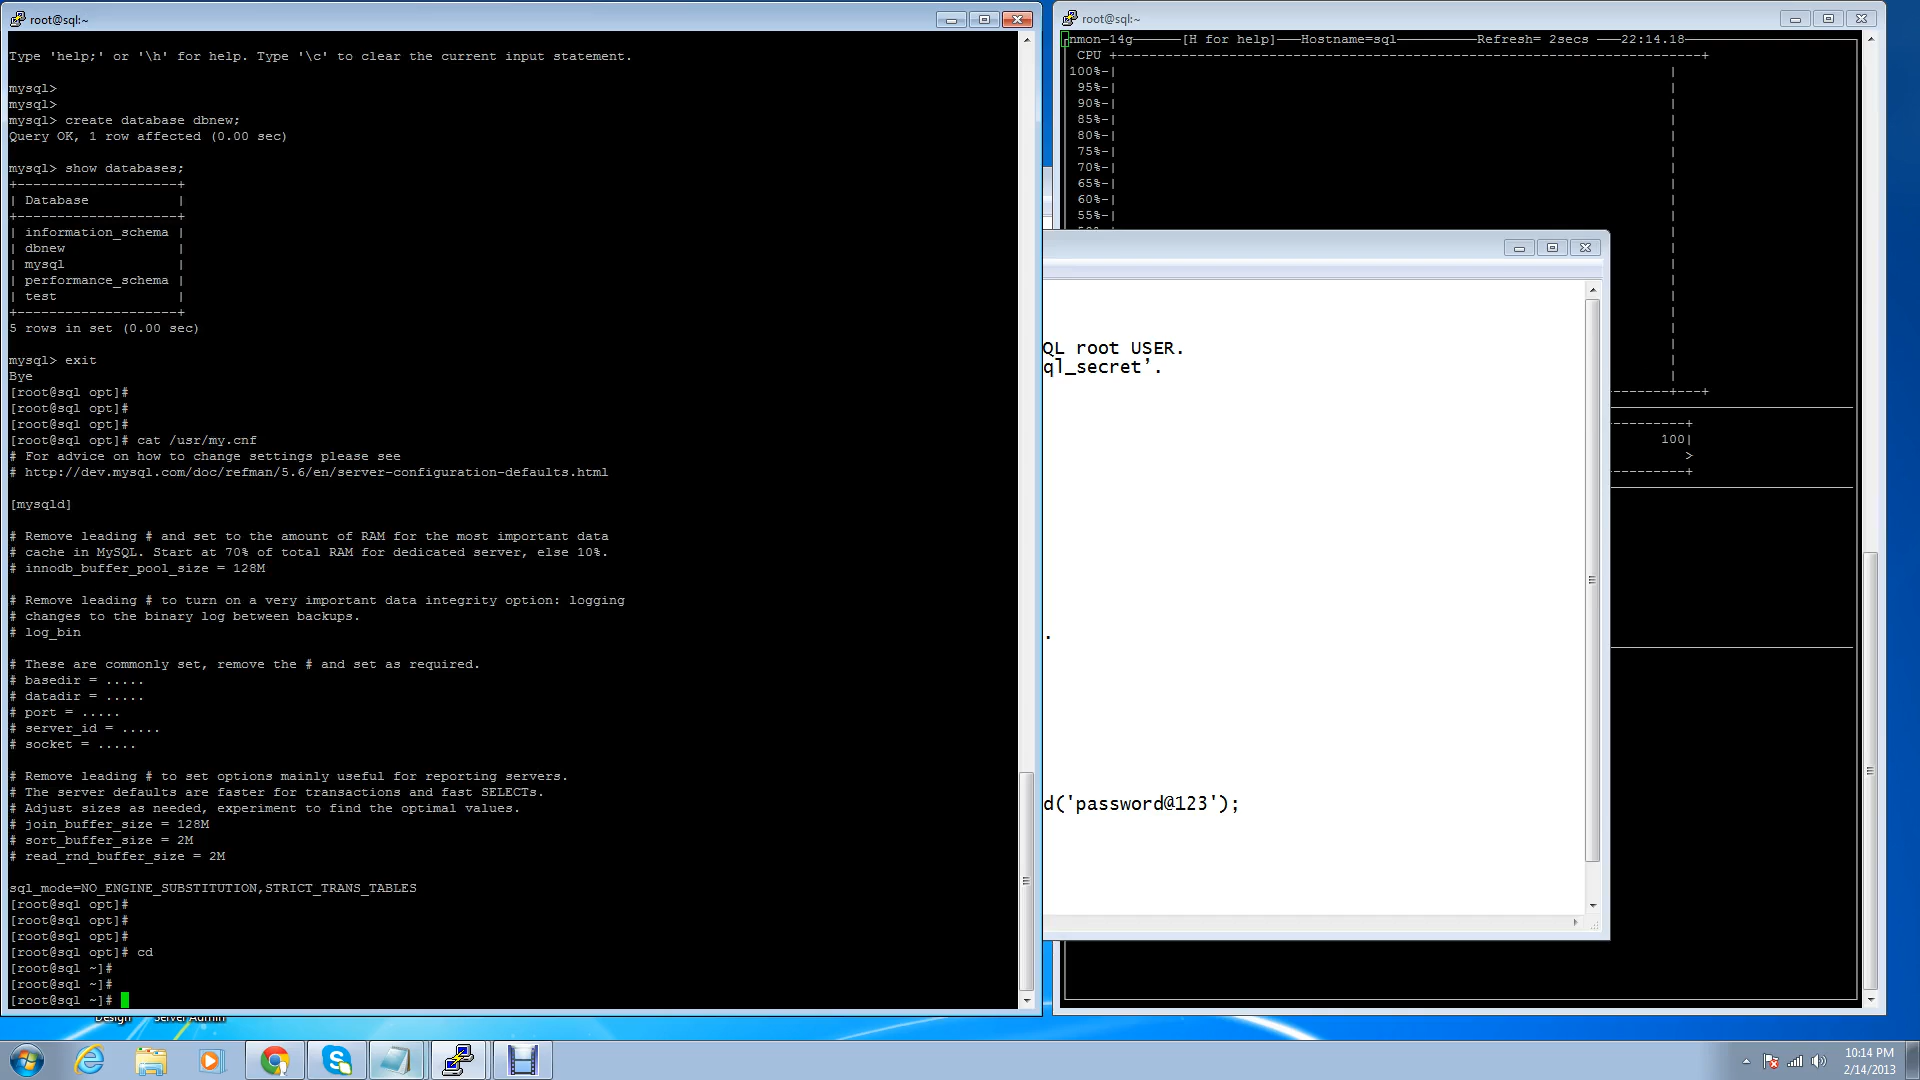 root@sql:~
Type 'help;' or '\h' for help. Type '\c' to clear the current input statement.
mysql>
mysql>
mysql> create database dbnew;
Query OK, 1 row affected (0.00 sec)
mysql> show databases;
+--------------------+
| Database           |
+--------------------+
| information_schema |
| dbnew              |
| mysql              |
| performance_schema |
| test               |
+--------------------+
5 rows in set (0.00 sec)
mysql> exit
Bye
[root@sql opt]#
[root@sql opt]#
[root@sql opt]#
[root@sql opt]# cat /usr/my.cnf
# For advice on how to change settings please see
# http://dev.mysql.com/doc/refman/5.6/en/server-configuration-defaults.html
[mysqld]
# Remove leading # and set to the amount of RAM for the most important data
# cache in MySQL. Start at 70% of total RAM for dedicated server, else 10%.
# innodb_buffer_pool_size = 128M
# Remove leading # to turn on a very important data integrity option: logging
# changes to the binary log between backups.
# log_bin
# These are commonly set, remove the # and set as required.
# basedir = .....
# datadir = .....
# port = .....
# server_id = .....
# socket = .....
# Remove leading # to set options mainly useful for reporting servers.
# The server defaults are faster for transactions and fast SELECTs.
# Adjust sizes as needed, experiment to find the optimal values.
# join_buffer_size = 128M
# sort_buffer_size = 2M
# read_rnd_buffer_size = 2M
sql_mode=NO_ENGINE_SUBSTITUTION,STRICT_TRANS_TABLES
[root@sql opt]#
[root@sql opt]#
[root@sql opt]#
[root@sql opt]# cd
[root@sql ~]#
[root@sql ~]#
[root@sql ~]#
root@sql:~
nmon-14g [H for help] Hostname=sql Refresh= 2secs 22:14.18
CPU
100%-|
95%-|
90%-|
85%-|
80%-|
75%-|
70%-|
65%-|
60%-|
55%-|
100|
>
QL root USER.
ql_secret’.
.
d('password@123');
Design Server Admin
10:14 PM
2/14/2013